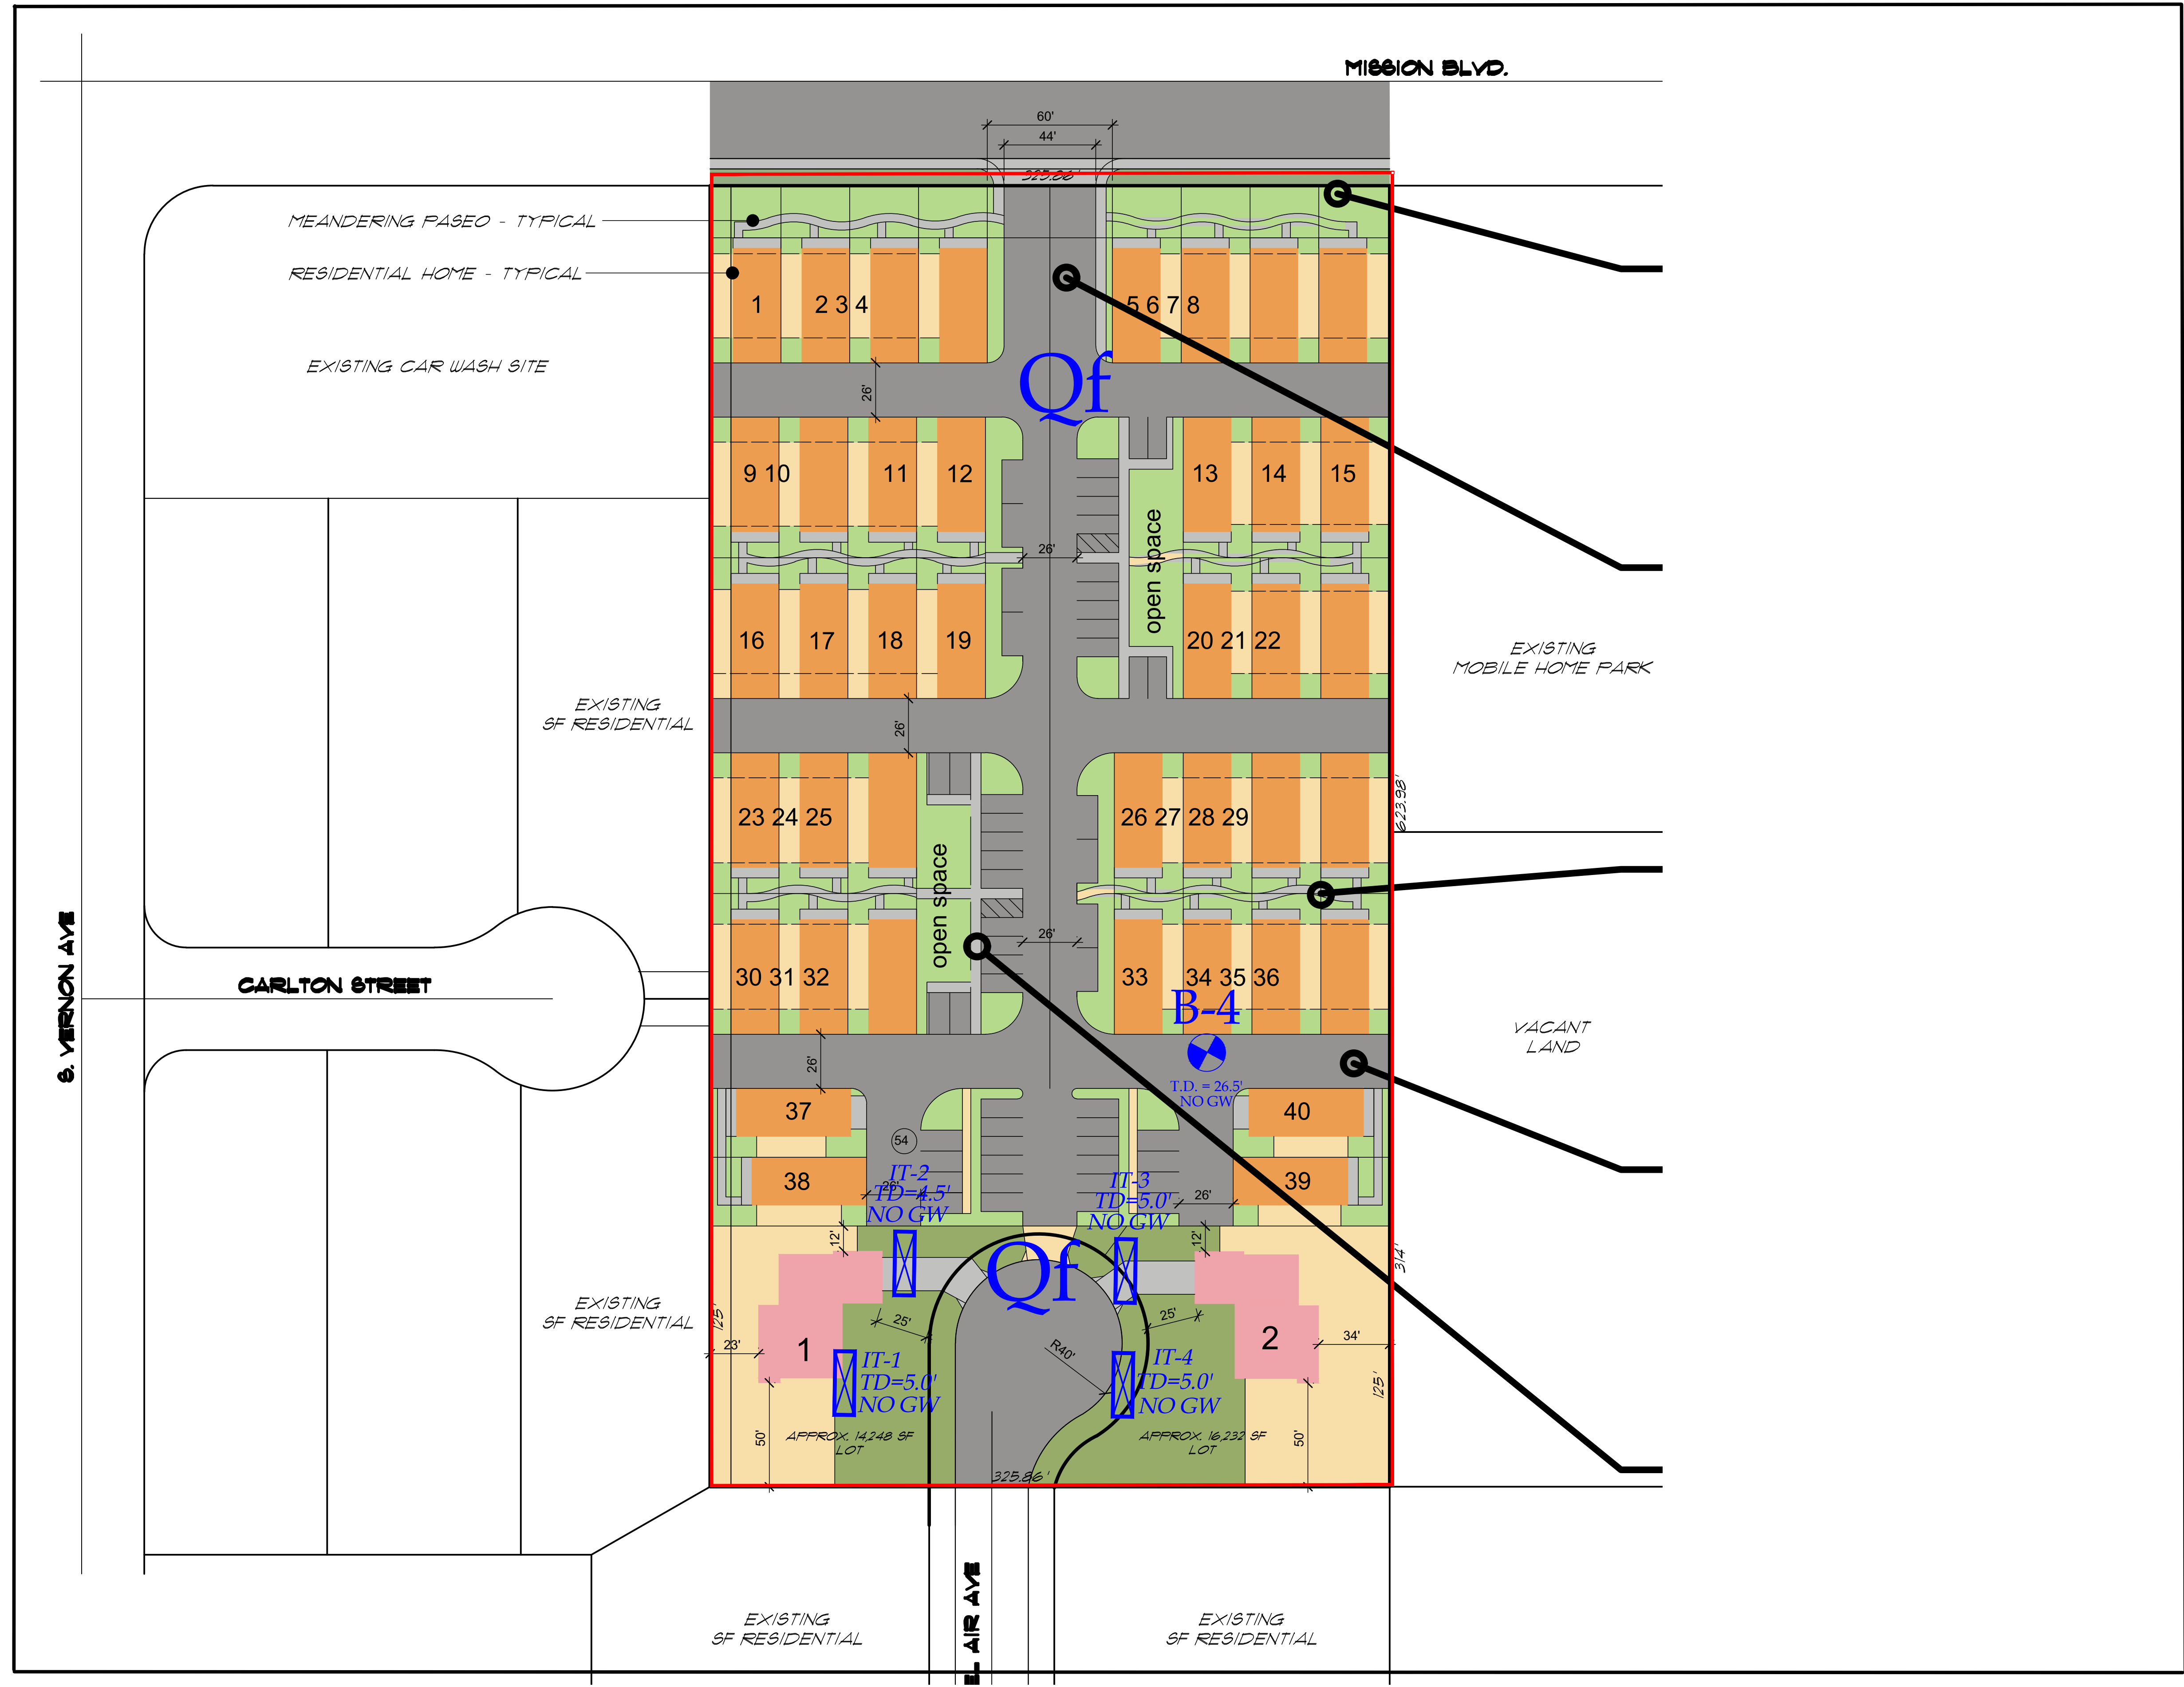 MISSION BLVD.
60'
44'
325.86'
MEANDERING PASEO - TYPICAL
RESIDENTIAL HOME - TYPICAL
1
2 3 4
5 6 7 8
EXISTING CAR WASH SITE
26'
Qf
9 10
11
12
13
14
15
open space
26'
16
17
18
19
20 21 22
EXISTING
MOBILE HOME PARK
EXISTING
SF RESIDENTIAL
26'
623.98'
23 24 25
26 27 28 29
open space
26'
S. VERNON AVE
CARLTON STREET
30 31 32
33
34 35 36
B-4
VACANT
LAND
26'
T.D. = 26.5'
NO GW
37
40
54
38
39
IT-2
TD=4.5'
NO GW
26'
IT-3
TD=5.0'
NO GW
26'
12'
12'
Qf
314'
EXISTING
SF RESIDENTIAL
125'
23'
25'
25'
1
2
34'
R40'
IT-1
TD=5.0'
NO GW
IT-4
TD=5.0'
NO GW
125'
50'
APPROX. 14,248 SF
LOT
APPROX. 16,232 SF
LOT
50'
325.86'
EL AIR AVE
EXISTING
SF RESIDENTIAL
EXISTING
SF RESIDENTIAL